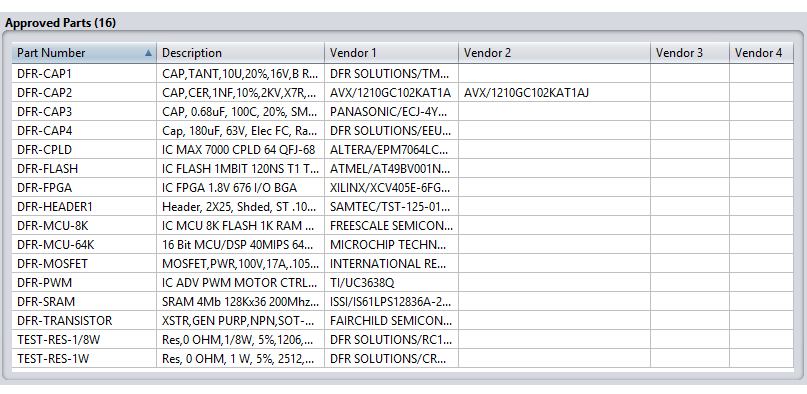 Approved Parts (16)
Part Number Description Vendor 1 Vendor 2 Vendor 3 Vendor 4
DFR-CAP1 CAP,TANT,10U,20%,16V,B R... DFR SOLUTIONS/TM...
DFR-CAP2 CAP,CER,1NF,10%,2KV,X7R,... AVX/1210GC102KAT1A AVX/1210GC102KAT1AJ
DFR-CAP3 CAP, 0.68uF, 100C, 20%, SM... PANASONIC/ECJ-4Y...
DFR-CAP4 Cap, 180uF, 63V, Elec FC, Ra... DFR SOLUTIONS/EEU...
DFR-CPLD IC MAX 7000 CPLD 64 QFJ-68 ALTERA/EPM7064LC...
DFR-FLASH IC FLASH 1MBIT 120NS T1 T... ATMEL/AT49BV001N...
DFR-FPGA IC FPGA 1.8V 676 I/O BGA XILINX/XCV405E-6FG...
DFR-HEADER1 Header, 2X25, Shded, ST .10... SAMTEC/TST-125-01...
DFR-MCU-8K IC MCU 8K FLASH 1K RAM ... FREESCALE SEMICON...
DFR-MCU-64K 16 Bit MCU/DSP 40MIPS 64... MICROCHIP TECHN...
DFR-MOSFET MOSFET,PWR,100V,17A,.105... INTERNATIONAL RE...
DFR-PWM IC ADV PWM MOTOR CTRL... TI/UC3638Q
DFR-SRAM SRAM 4Mb 128Kx36 200Mhz... ISSI/IS61LPS12836A-2...
DFR-TRANSISTOR XSTR,GEN PURP,NPN,SOT-... FAIRCHILD SEMICON...
TEST-RES-1/8W Res,0 OHM,1/8W, 5%,1206,... DFR SOLUTIONS/RC1...
TEST-RES-1W Res, 0 OHM, 1 W, 5%, 2512,... DFR SOLUTIONS/CR...